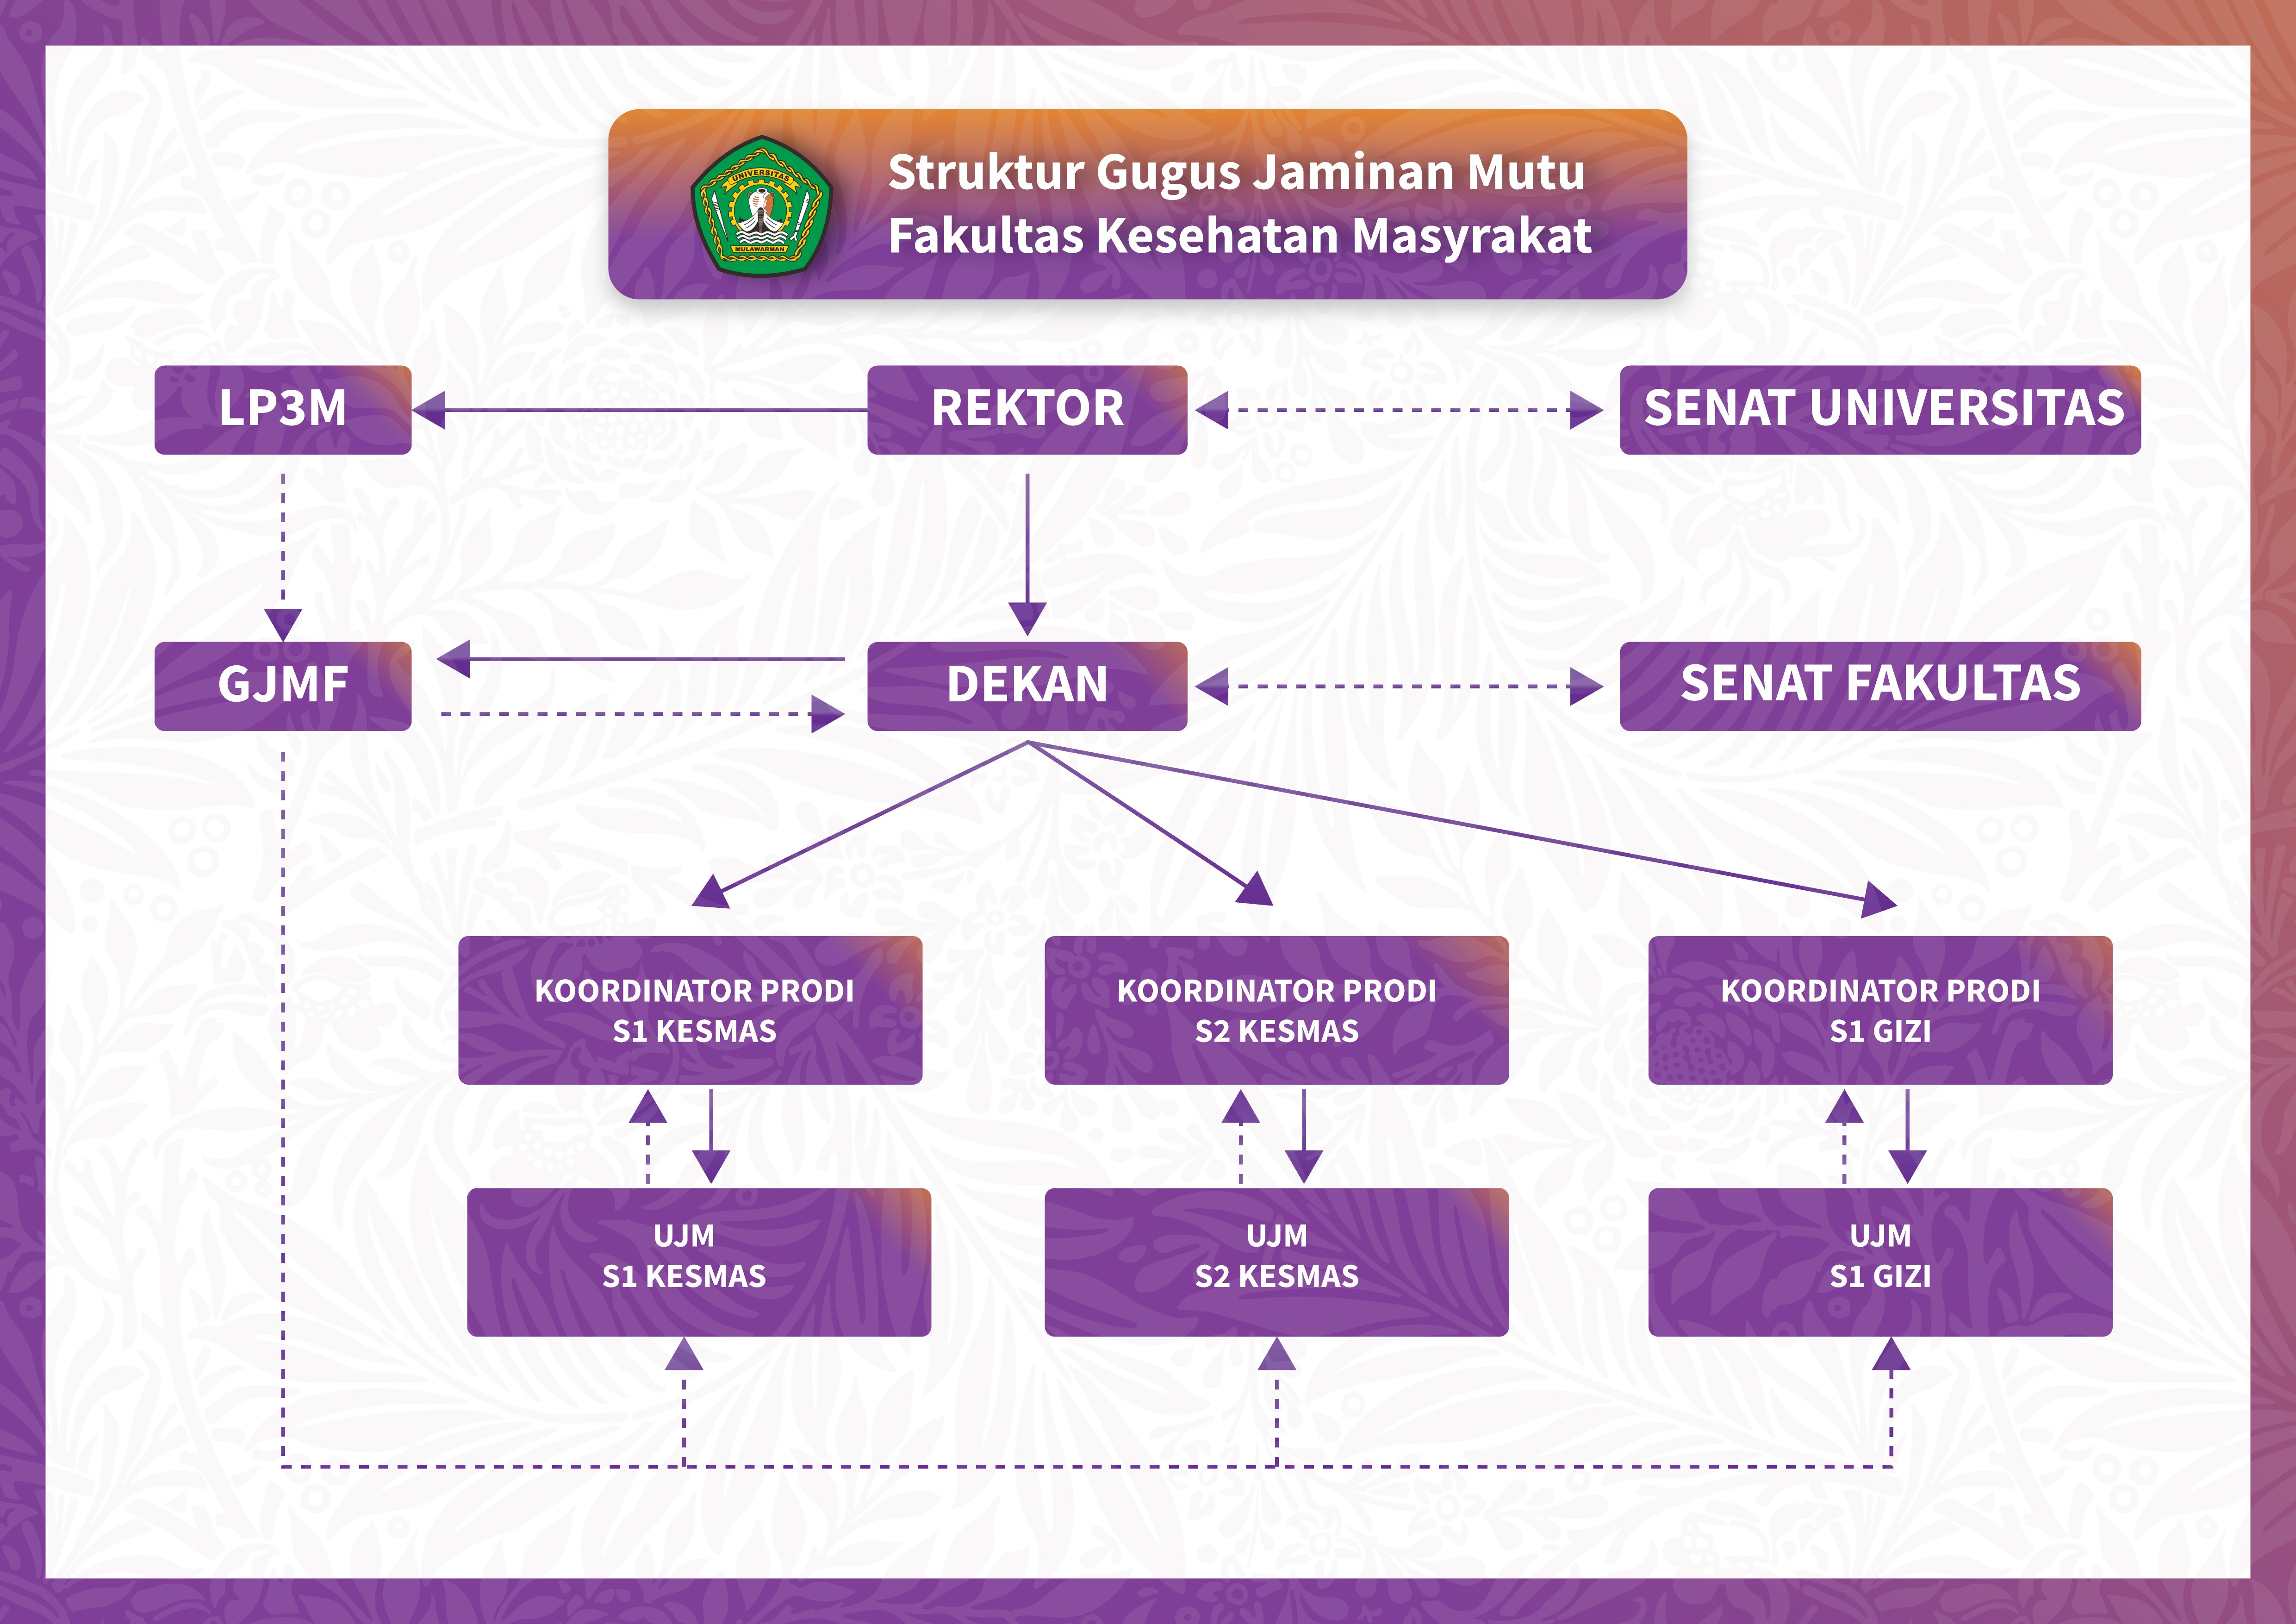 UNIVERSITAS
MULAWARMAN
Struktur Gugus Jaminan Mutu
Fakultas Kesehatan Masyrakat
LP3M
REKTOR
SENAT UNIVERSITAS
GJMF
DEKAN
SENAT FAKULTAS
KOORDINATOR PRODI
S1 KESMAS
KOORDINATOR PRODI
S2 KESMAS
KOORDINATOR PRODI
S1 GIZI
UJM
S1 KESMAS
UJM
S2 KESMAS
UJM
S1 GIZI